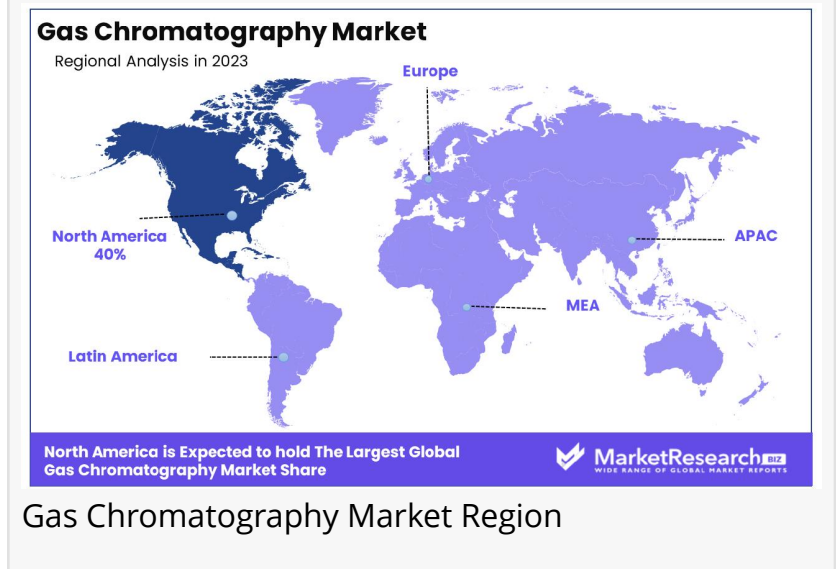 Gas Chromatography Market
Regional Analysis in 2023
Europe
North America
40%
APAC
MEA
Latin America
North America is Expected to hold The Largest Global
Gas Chromatography Market Share
MarketResearch BIZ
WIDE RANGE OF GLOBAL MARKET REPORTS
Gas Chromatography Market Region